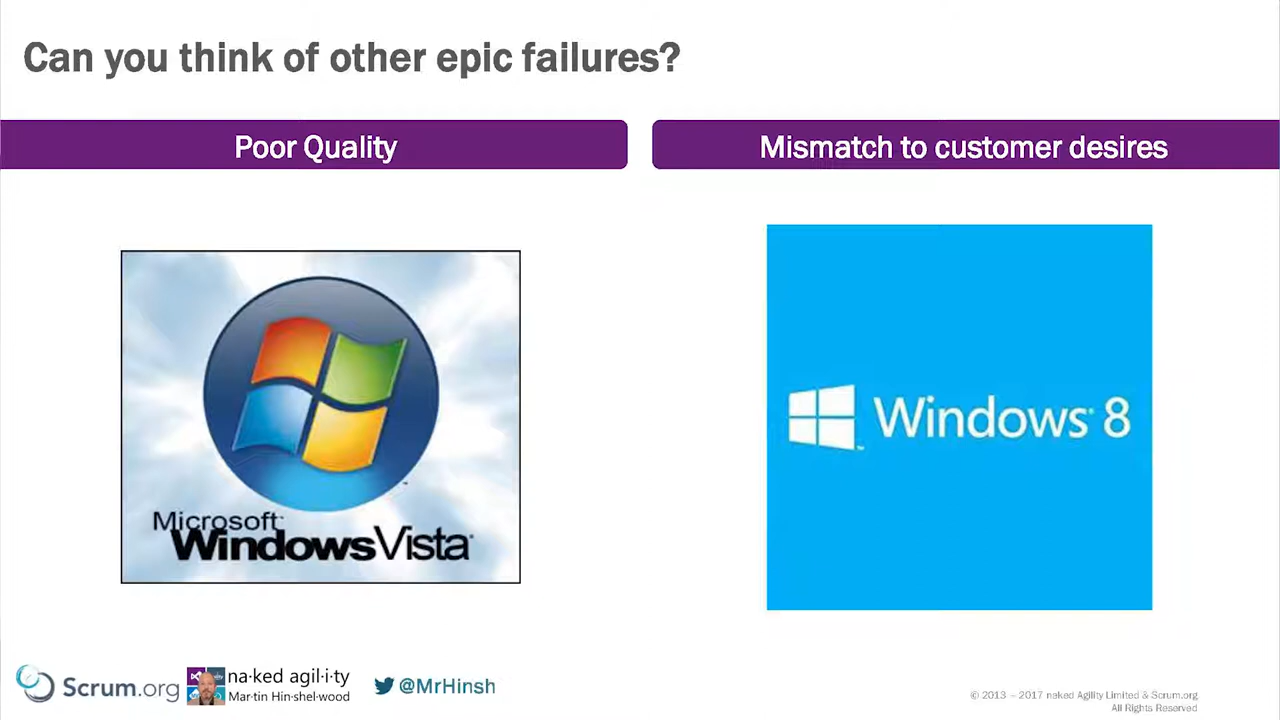 Can you think of other epic failures?
Poor Quality
Mismatch to customer desires
Microsoft
WindowsVista
Windows 8
Scrum.org
na·ked agil·i·ty
Mar·tin Hin·shel·wood
@MrHinsh
© 2013 – 2017 naked Agility Limited & Scrum.org
All Rights Reserved